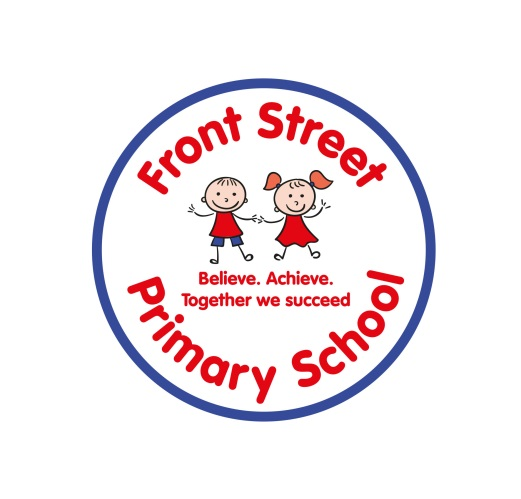 Front Street
Believe. Achieve.
Together we succeed
Primary School